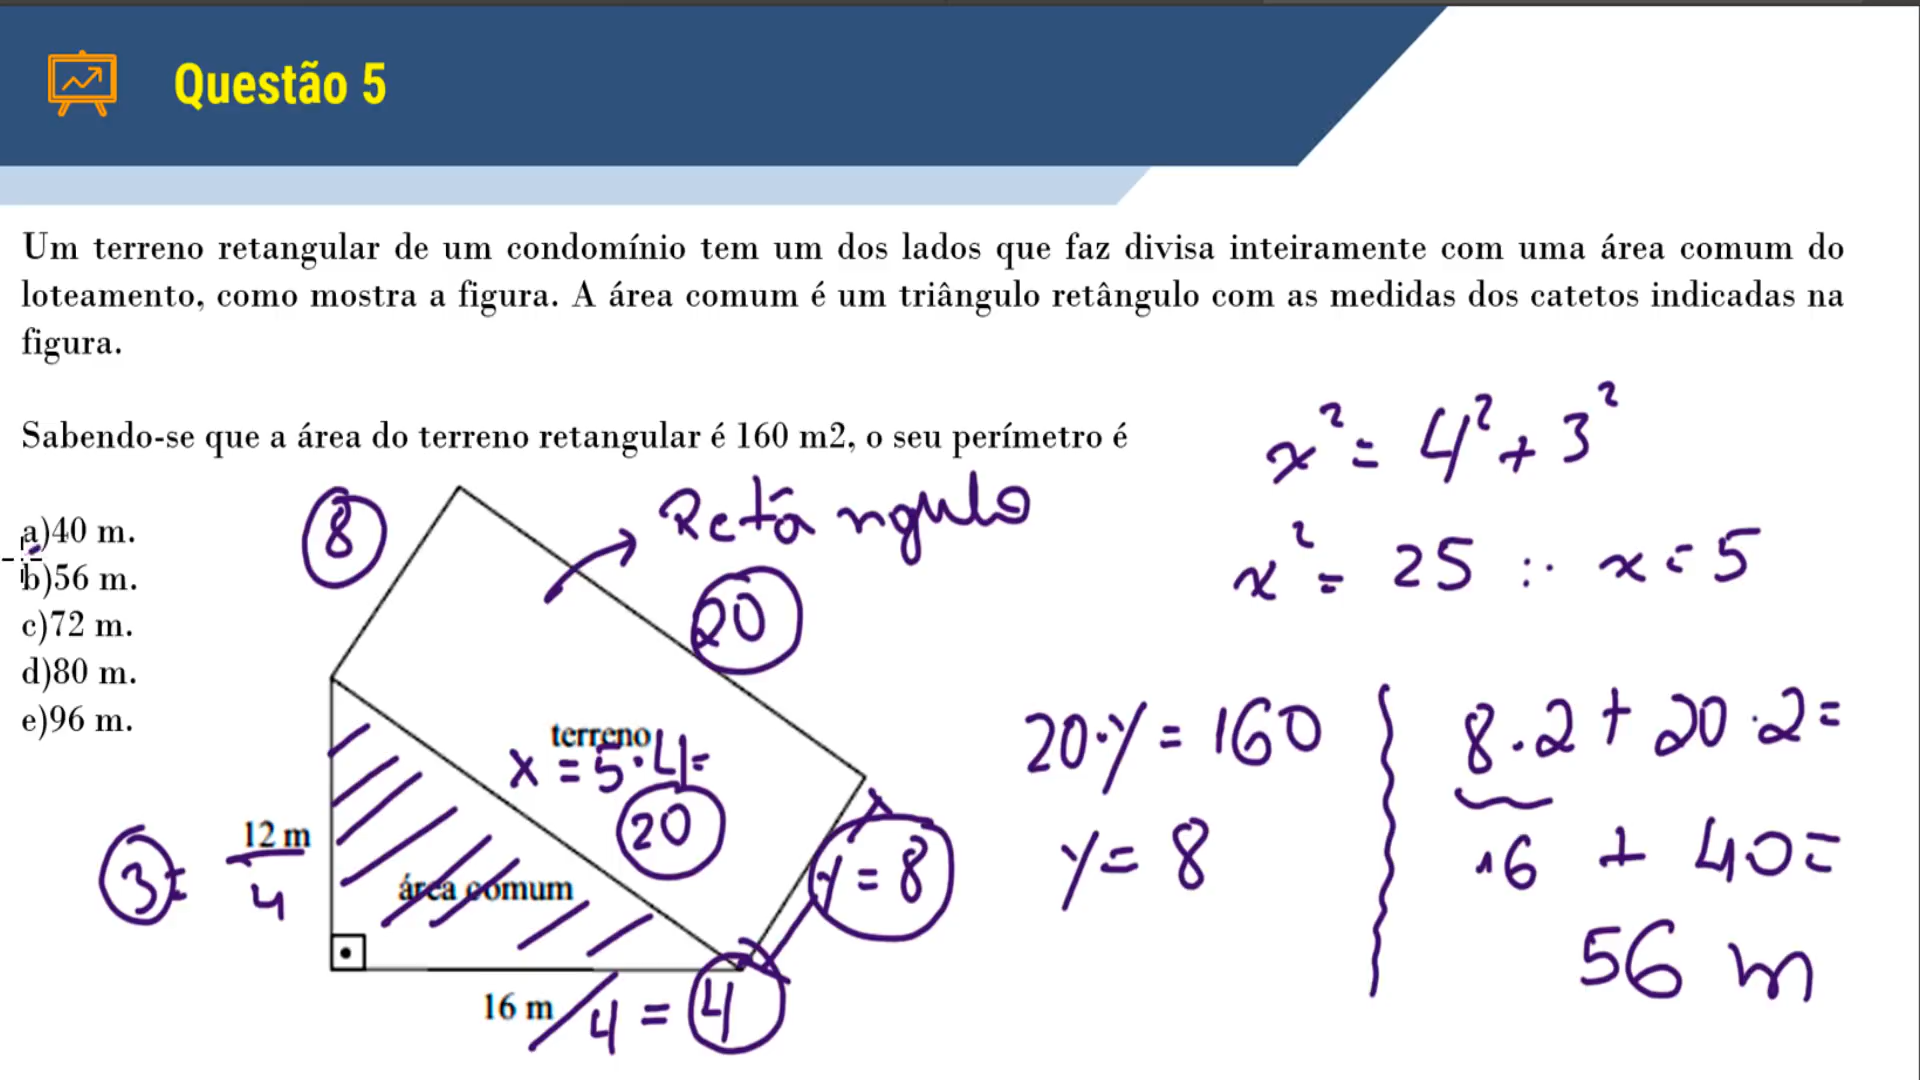 Questão 5
Um terreno retangular de um condomínio tem um dos lados que faz divisa inteiramente com uma área comum do
loteamento, como mostra a figura. A área comum é um triângulo retângulo com as medidas dos catetos indicadas na
figura.
Sabendo-se que a área do terreno retangular é 160 m2, o seu perímetro é
a)40 m.
b)56 m.
c)72 m.
d)80 m.
e)96 m.
8
Retângulo
20
terreno
x = 5·4=
20
12 m
3=
4
área comum
y = 8
16 m / 4 = 4
x² = 4² + 3²
x² = 25 ∴ x = 5
20·y = 160
y = 8
8·2 + 20·2=
16 + 40=
56 m